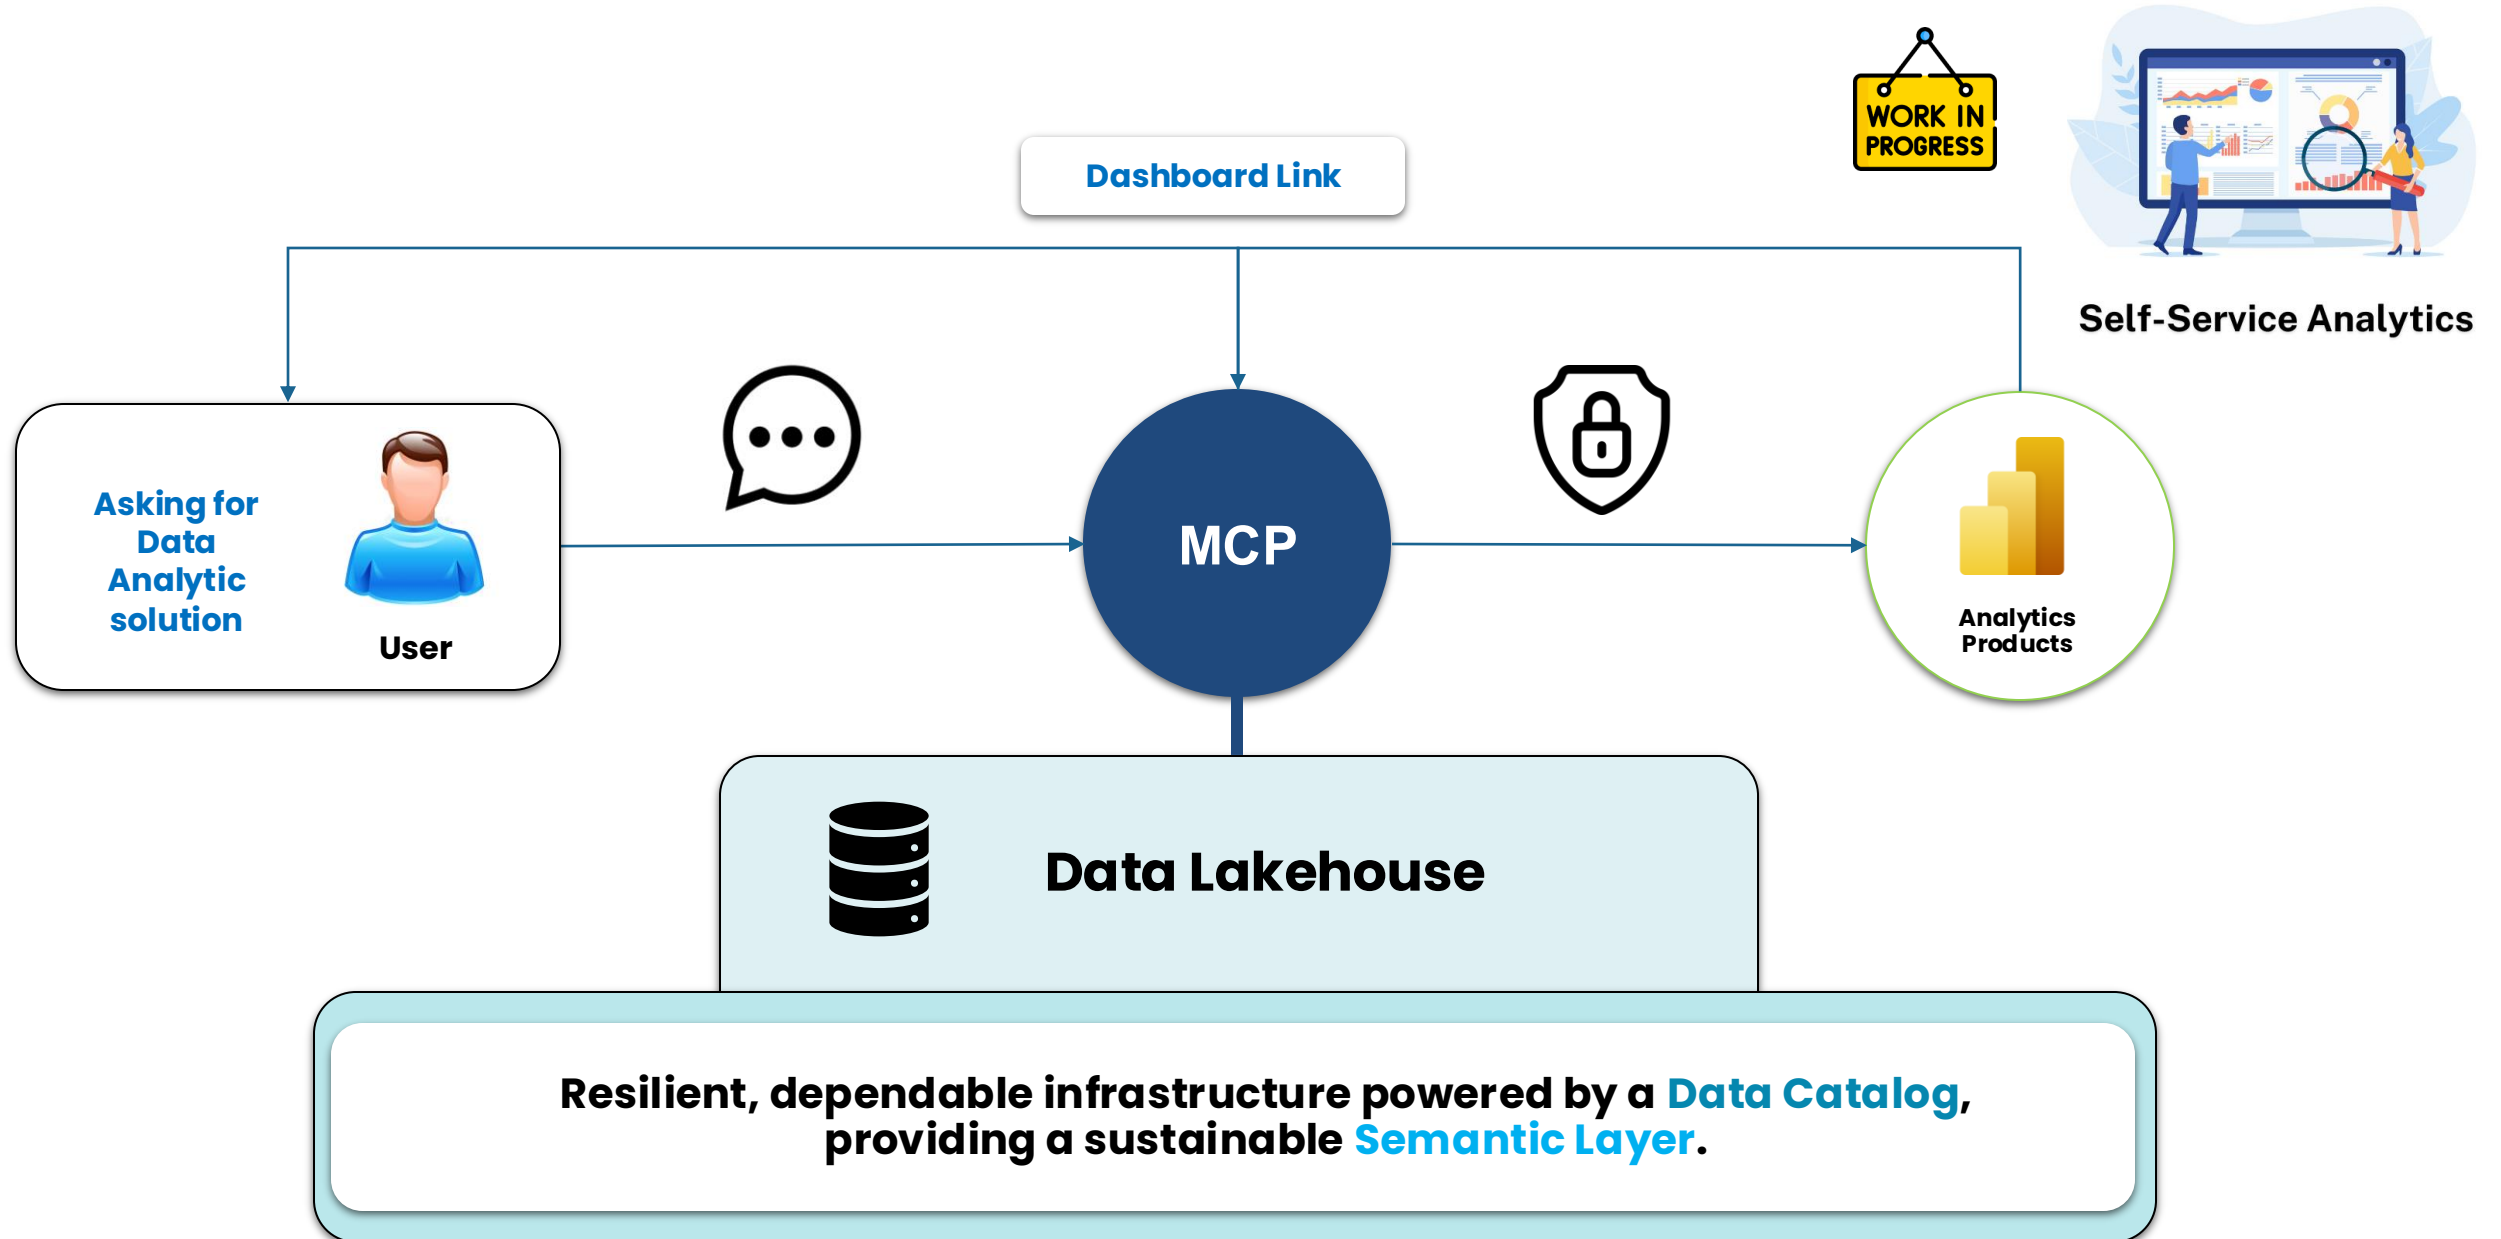 WORK IN
PROGRESS
Dashboard Link
Self-Service Analytics
Asking for
Data
Analytic
solution
User
MCP
Analytics
Products
Data Lakehouse
Resilient, dependable infrastructure powered by a Data Catalog,
providing a sustainable Semantic Layer.